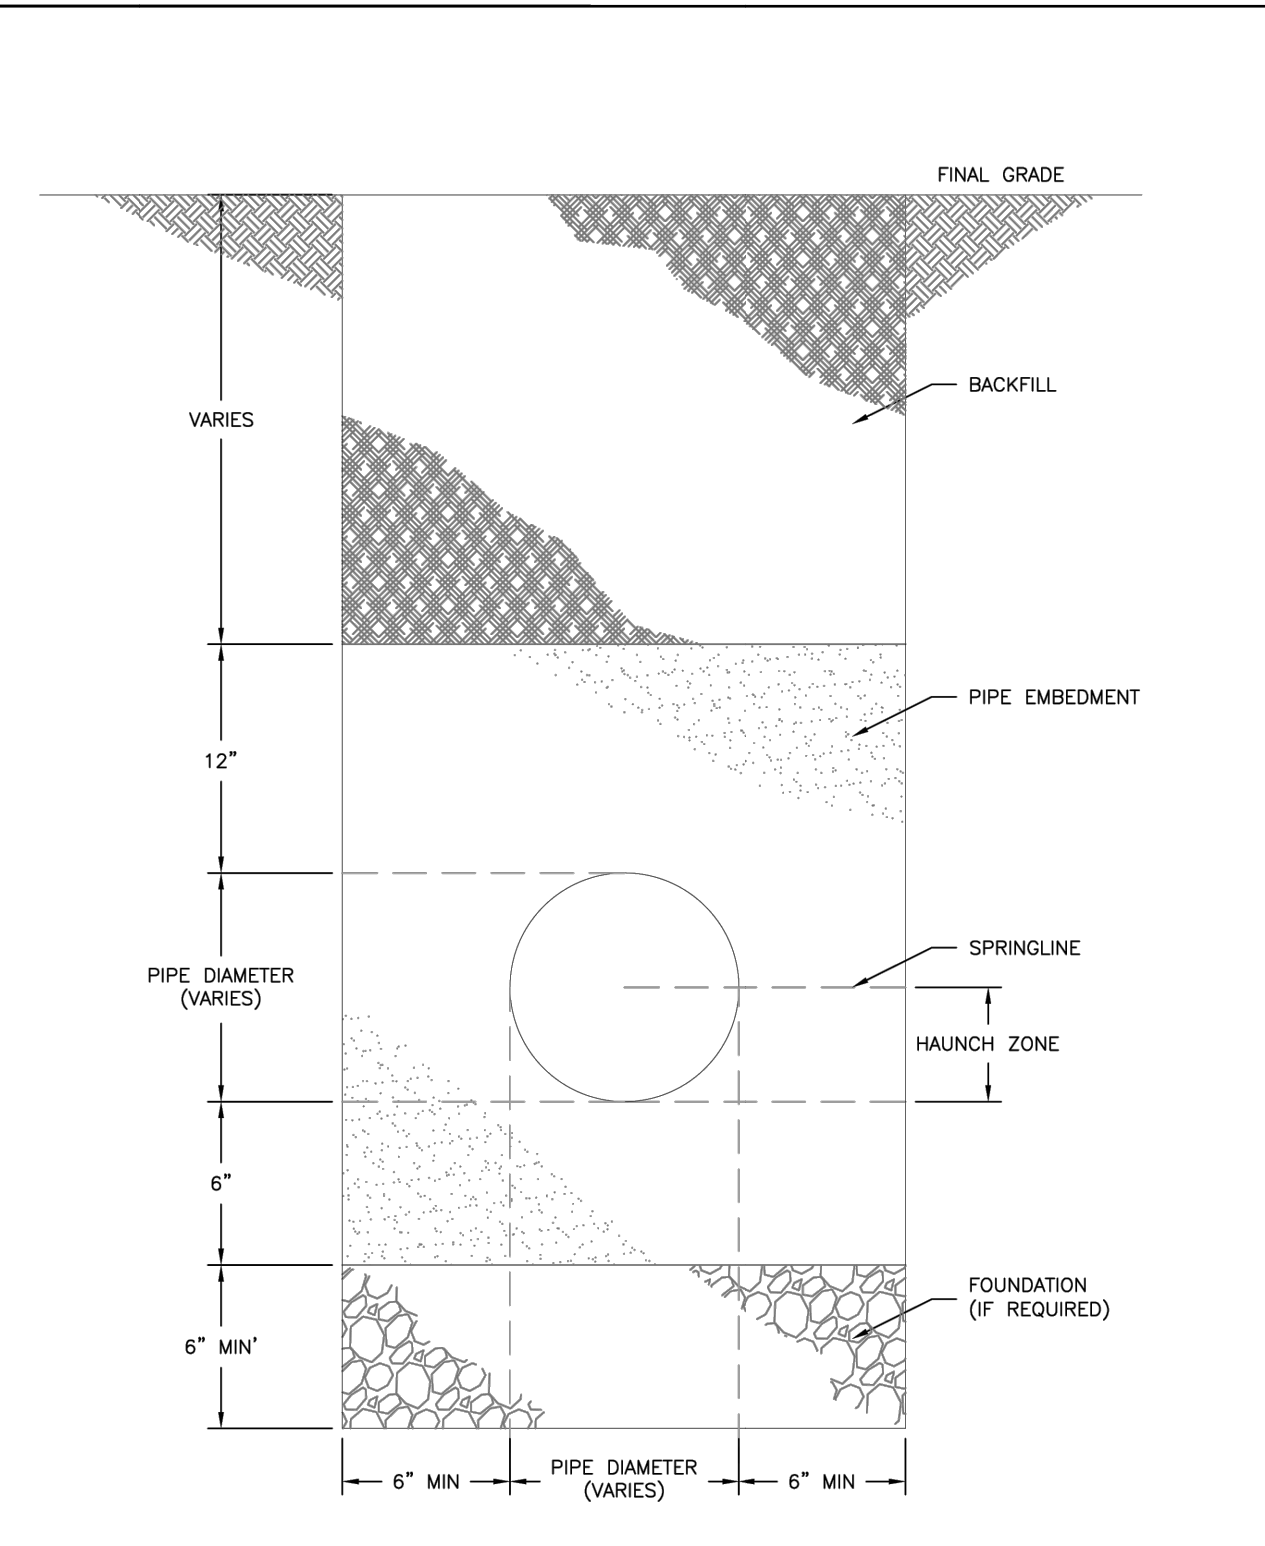 FINAL GRADE
BACKFILL
VARIES
PIPE EMBEDMENT
12"
SPRINGLINE
PIPE DIAMETER
(VARIES)
HAUNCH ZONE
6"
FOUNDATION
(IF REQUIRED)
6" MIN'
6" MIN
PIPE DIAMETER
(VARIES)
6" MIN